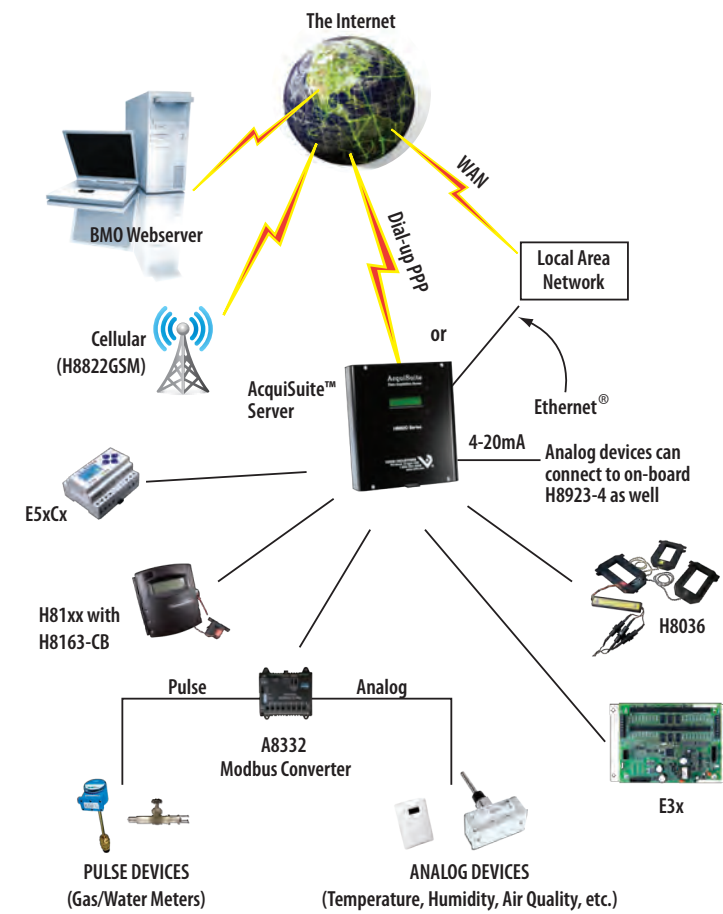 The Internet
WAN
BMO Webserver
Dial-up PPP
Local Area
Network
Cellular
(H8822GSM)
or
AcquiSuite™
Server
AcquiSuite
Ethernet®
4-20mA
Analog devices can
connect to on-board
H8923-4 as well
E5xCx
H81xx with
H8163-CB
H8036
Pulse
Analog
A8332
Modbus Converter
E3x
PULSE DEVICES
(Gas/Water Meters)
ANALOG DEVICES
(Temperature, Humidity, Air Quality, etc.)